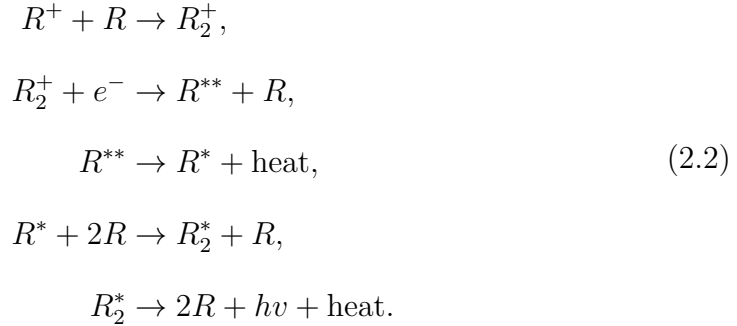 R⁺ + R → R₂⁺,
R₂⁺ + e⁻ → R** + R,
R** → R* + heat, (2.2)
R* + 2R → R₂* + R,
R₂* → 2R + hv + heat.